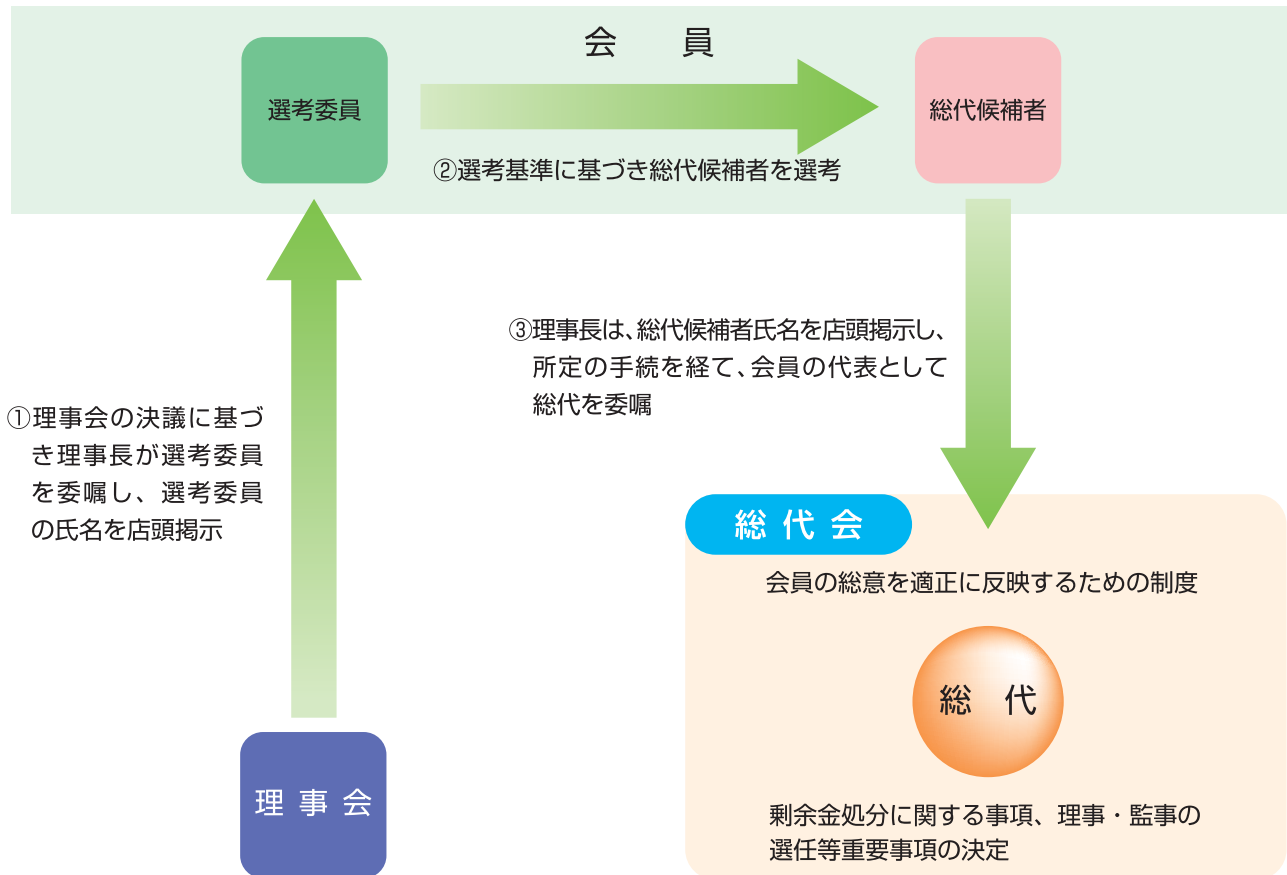 会　員
選考委員
総代候補者
②選考基準に基づき総代候補者を選考
③理事長は、総代候補者氏名を店頭掲示し、
所定の手続を経て、会員の代表として
総代を委嘱
①理事会の決議に基づ
き理事長が選考委員
を委嘱し、選考委員
の氏名を店頭掲示
総代会
会員の総意を適正に反映するための制度
総　代
理事会
剰余金処分に関する事項、理事・監事の
選任等重要事項の決定